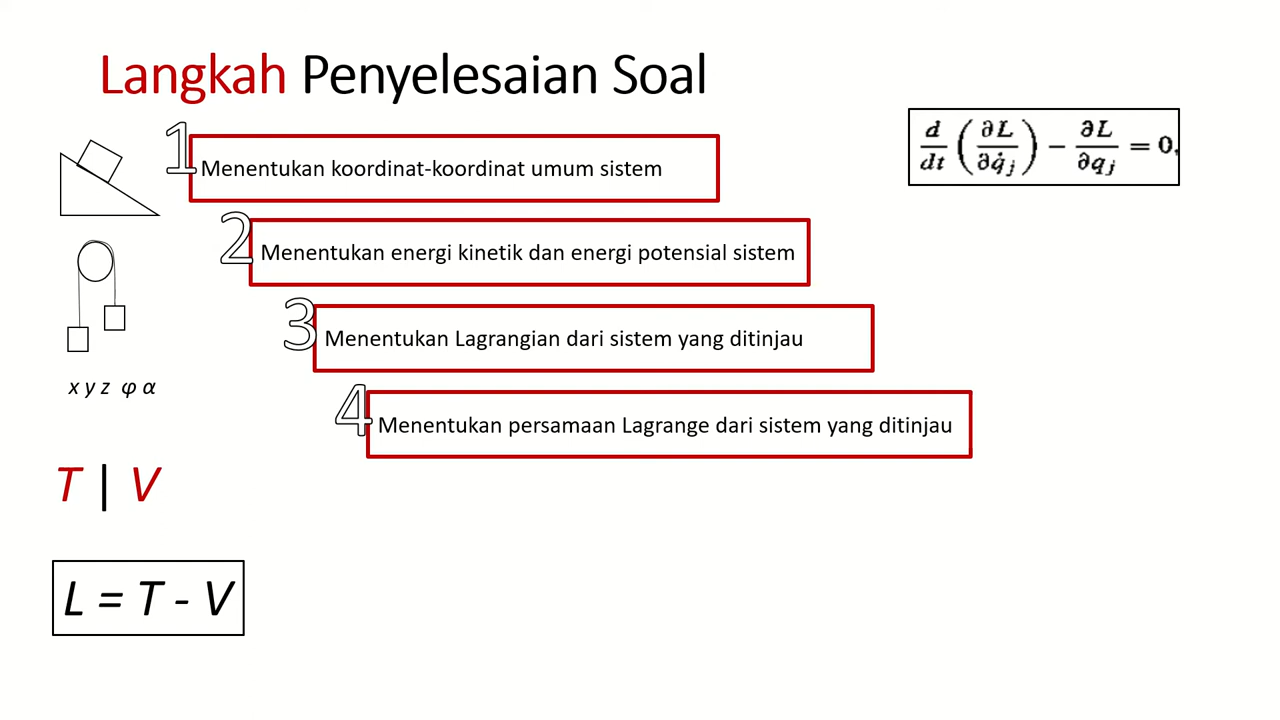 Langkah Penyelesaian Soal
d/dt (∂L/∂q̇ⱼ) − ∂L/∂qⱼ = 0,
1 Menentukan koordinat-koordinat umum sistem
2 Menentukan energi kinetik dan energi potensial sistem
3 Menentukan Lagrangian dari sistem yang ditinjau
x y z φ α
4 Menentukan persamaan Lagrange dari sistem yang ditinjau
T | V
L = T - V